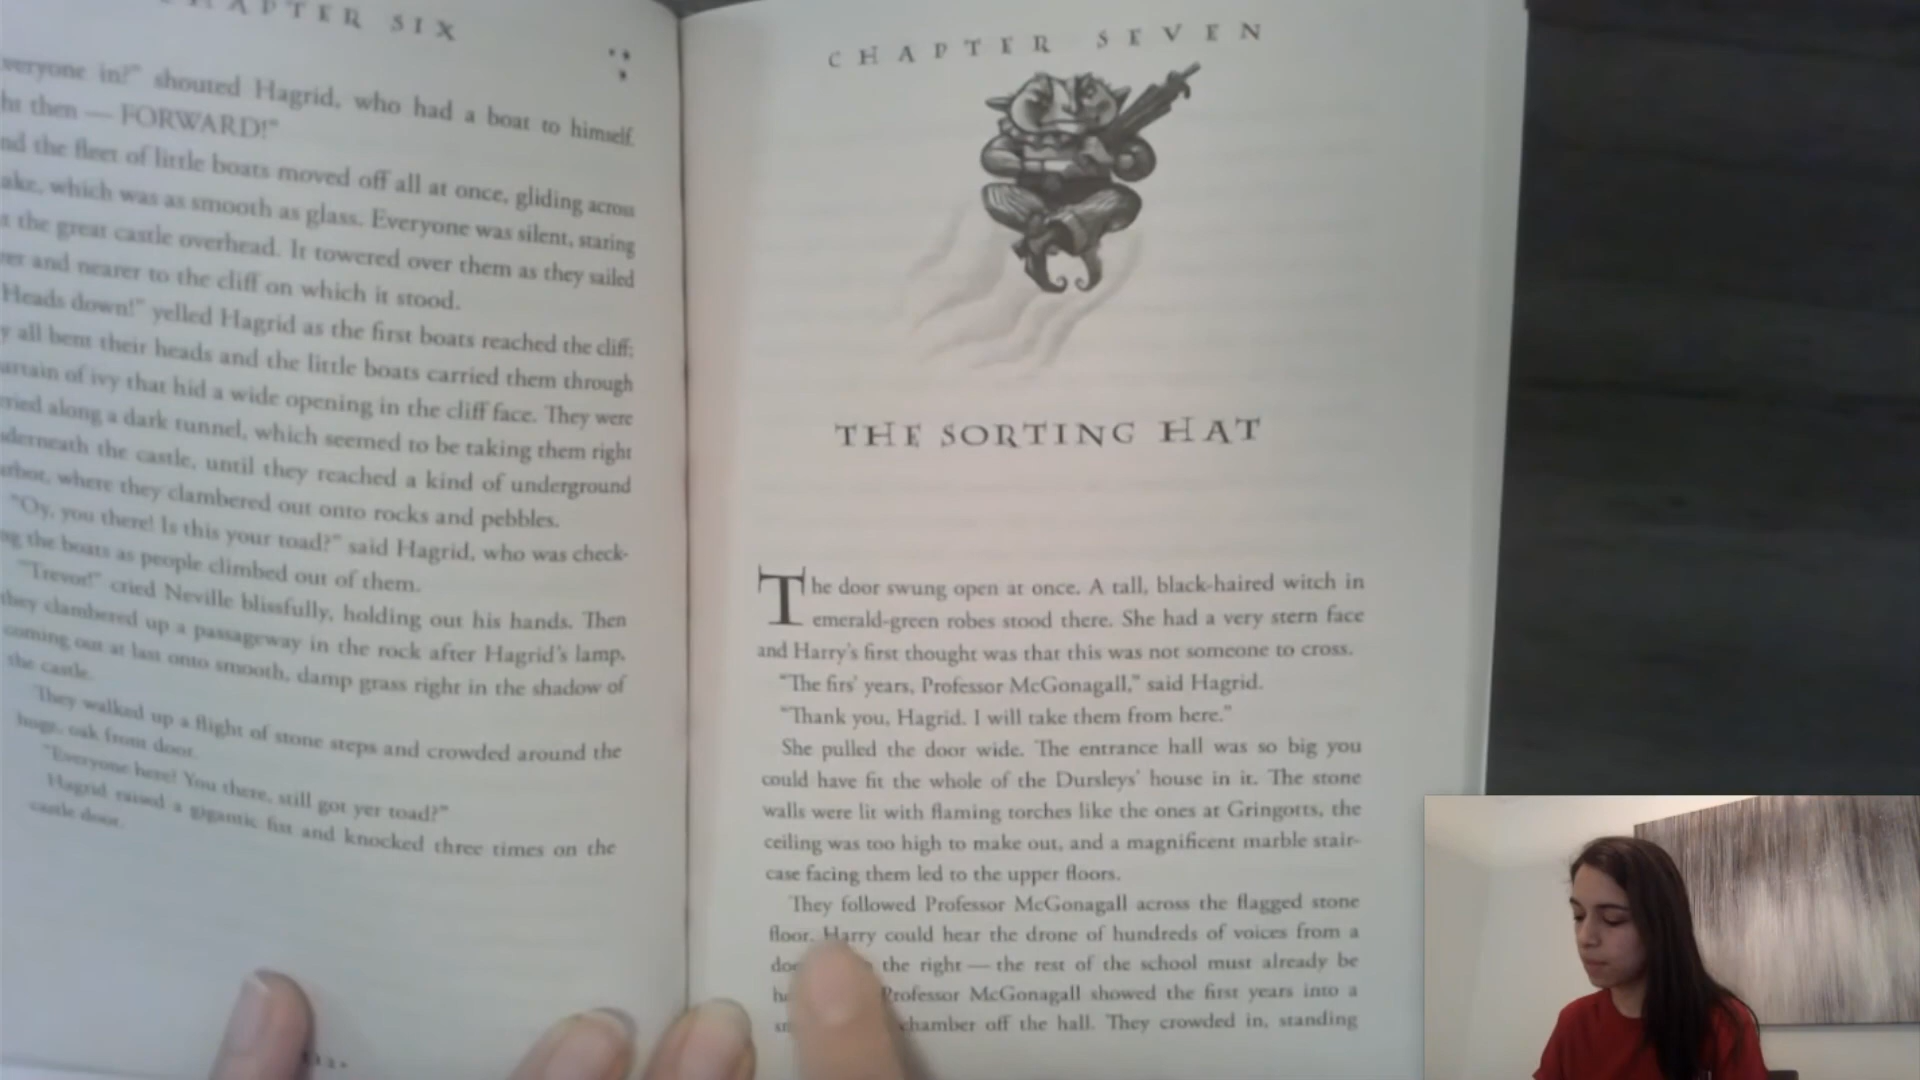 CHAPTER SIX
veryone in?" shouted Hagrid, who had a boat to himself.
then — FORWARD!"
nd the fleet of little boats moved off all at once, gliding across
ake, which was as smooth as glass. Everyone was silent, staring
the great castle overhead. It towered over them as they sailed
rer and nearer to the cliff on which it stood.
Heads down!" yelled Hagrid as the first boats reached the cliff;
y all bent their heads and the little boats carried them through
urtain of ivy that hid a wide opening in the cliff face. They were
rried along a dark tunnel, which seemed to be taking them right
derneath the castle, until they reached a kind of underground
arbor, where they clambered out onto rocks and pebbles.
"Oy, you there! Is this your toad?" said Hagrid, who was check-
ng the boats as people climbed out of them.
"Trevor!" cried Neville blissfully, holding out his hands. Then
they clambered up a passageway in the rock after Hagrid's lamp,
coming out at last onto smooth, damp grass right in the shadow of
the castle.
They walked up a flight of stone steps and crowded around the
huge, oak front door.
"Everyone here? You there, still got yer toad?"
Hagrid raised a gigantic fist and knocked three times on the
castle door.
CHAPTER SEVEN
THE SORTING HAT
The door swung open at once. A tall, black-haired witch in
emerald-green robes stood there. She had a very stern face
and Harry's first thought was that this was not someone to cross.
"The firs' years, Professor McGonagall," said Hagrid.
"Thank you, Hagrid. I will take them from here."
She pulled the door wide. The entrance hall was so big you
could have fit the whole of the Dursleys' house in it. The stone
walls were lit with flaming torches like the ones at Gringotts, the
ceiling was too high to make out, and a magnificent marble stair-
case facing them led to the upper floors.
They followed Professor McGonagall across the flagged stone
floor. Harry could hear the drone of hundreds of voices from a
the right — the rest of the school must already be
Professor McGonagall showed the first years into a
chamber off the hall. They crowded in, standing